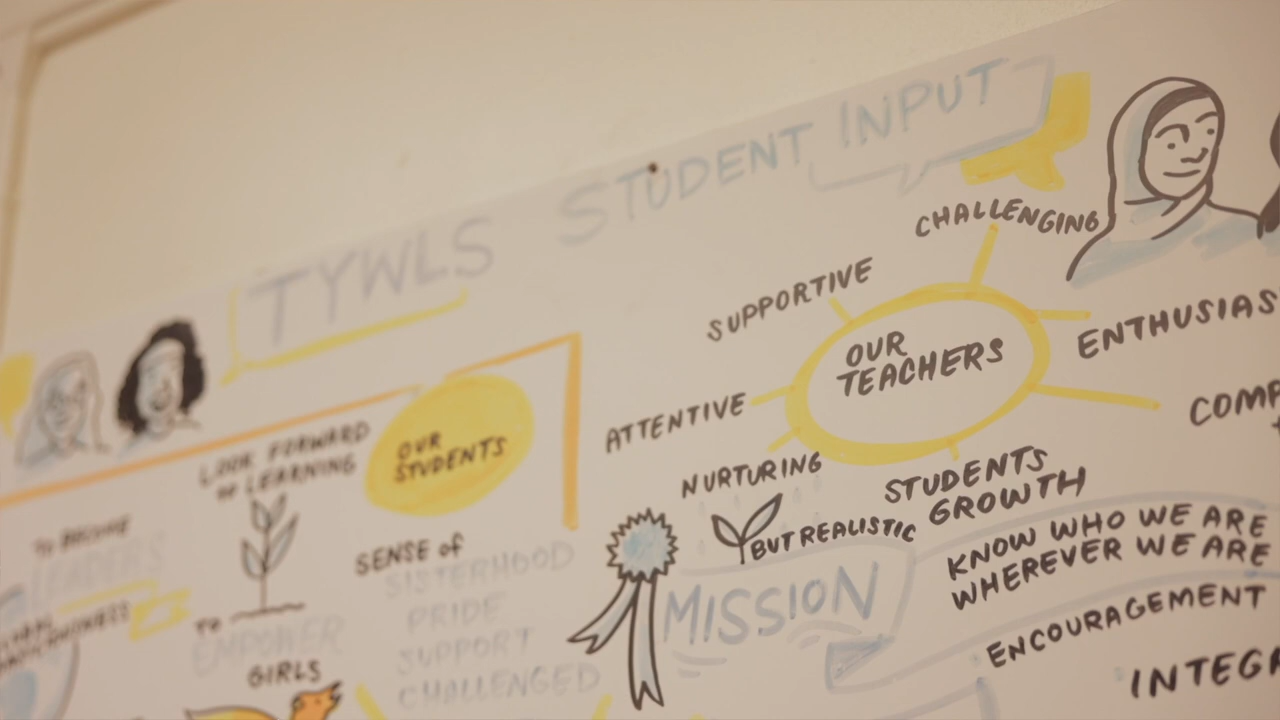 TYWLS STUDENT INPUT
OUR
STUDENTS
LOOK FORWARD
LEARNING
TO BECOME
LEADERS
TO
EMPOWER
GIRLS
SENSE of
SISTERHOOD
PRIDE
SUPPORT
CHALLENGED
OUR
TEACHERS
CHALLENGING
SUPPORTIVE
ATTENTIVE
NURTURING
BUT REALISTIC
STUDENTS
GROWTH
ENTHUSIAS
COMP
MISSION
KNOW WHO WE ARE
WHEREVER WE ARE
ENCOURAGEMENT
INTEGR